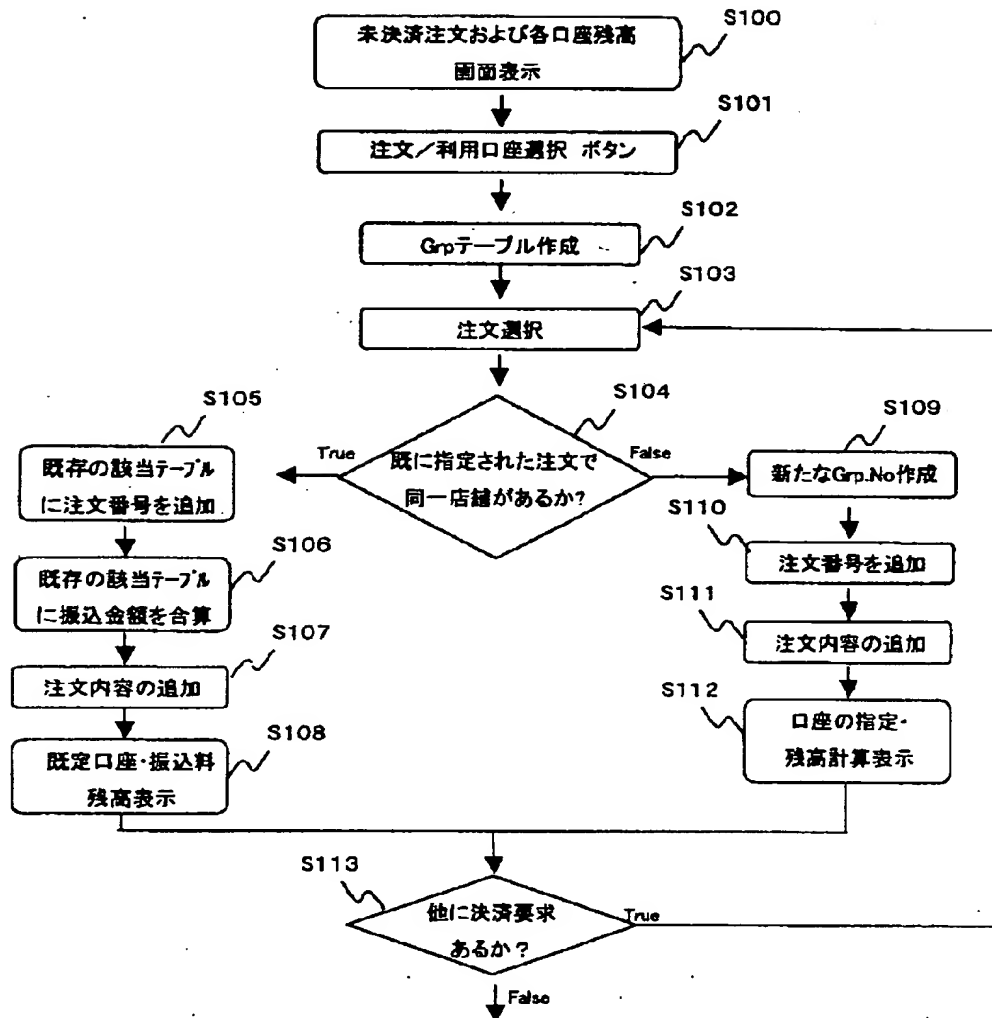 S100
未決済注文および各口座残高
画面表示
S101
注文／利用口座選択 ボタン
S102
Grpテーブル作成
S103
注文選択
S104
既に指定された注文で
同一店舗があるか?
True
False
S105
既存の該当テーブル
に注文番号を追加
S106
既存の該当テーブル
に振込金額を合算
S107
注文内容の追加
S108
既定口座・振込料
残高表示
S109
新たなGrp.No作成
S110
注文番号を追加
S111
注文内容の追加
S112
口座の指定・
残高計算表示
S113
他に決済要求
あるか？
True
False